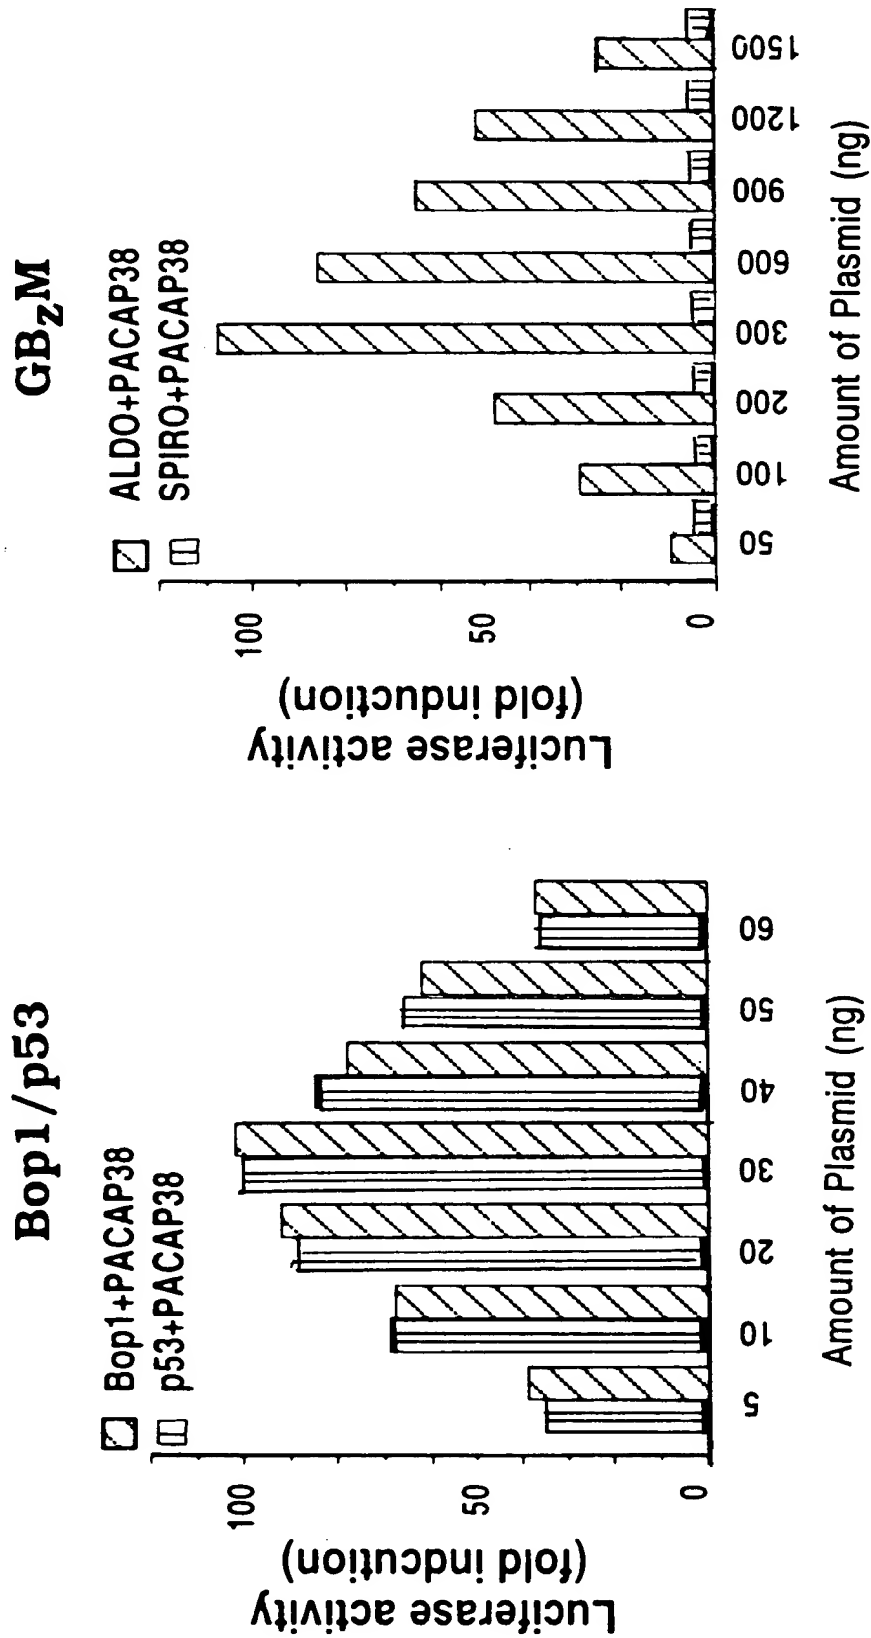 Bop1/p53
Bop1+PACAP38
p53+PACAP38
Luciferase activity
(fold indcution)
100
50
0
5
10
20
30
40
50
60
Amount of Plasmid (ng)
GBzM
ALDO+PACAP38
SPIRO+PACAP38
Luciferase activity
(fold induction)
100
50
0
50
100
200
300
600
900
1200
1500
Amount of Plasmid (ng)